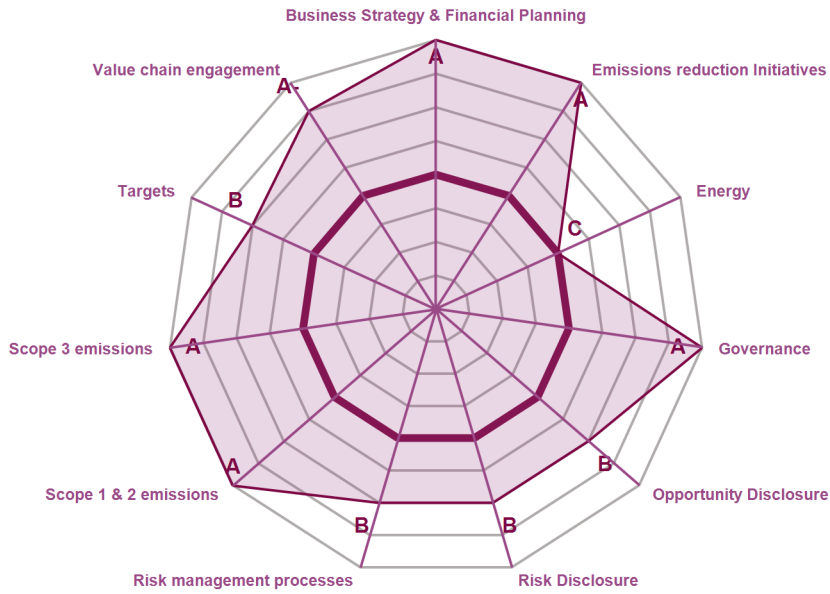 Business Strategy & Financial Planning
A
Value chain engagement
A-
Emissions reduction Initiatives
A
Targets
B
Energy
C
Scope 3 emissions
A
A
Governance
A
Scope 1 & 2 emissions
B
Opportunity Disclosure
B
B
Risk management processes
Risk Disclosure